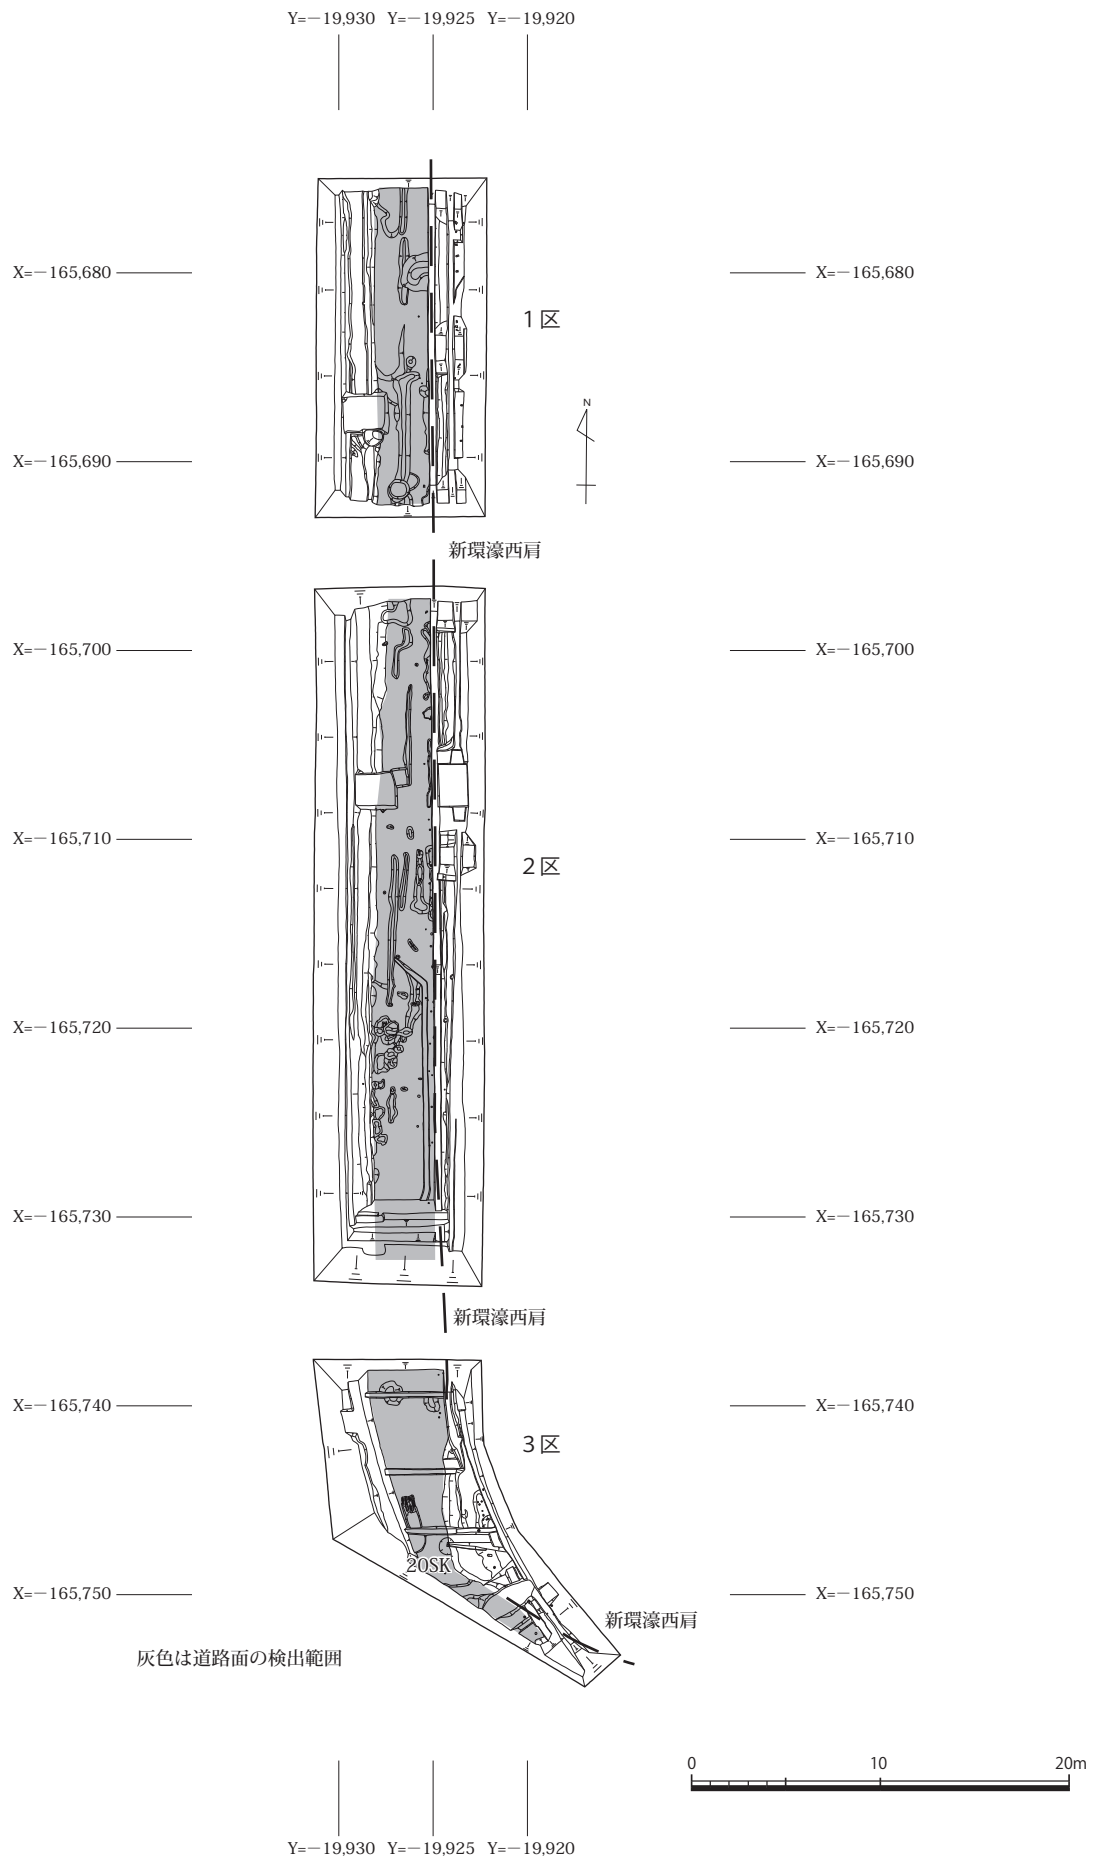 Y=－19,930 Y=－19,925 Y=－19,920
X=－165,680 X=－165,680
1区
N
X=－165,690 X=－165,690
新環濠西肩
X=－165,700 X=－165,700
X=－165,710 X=－165,710
2区
X=－165,720 X=－165,720
X=－165,730 X=－165,730
新環濠西肩
X=－165,740 X=－165,740
3区
20SK
X=－165,750 X=－165,750
新環濠西肩
灰色は道路面の検出範囲
0 10 20m
Y=－19,930 Y=－19,925 Y=－19,920